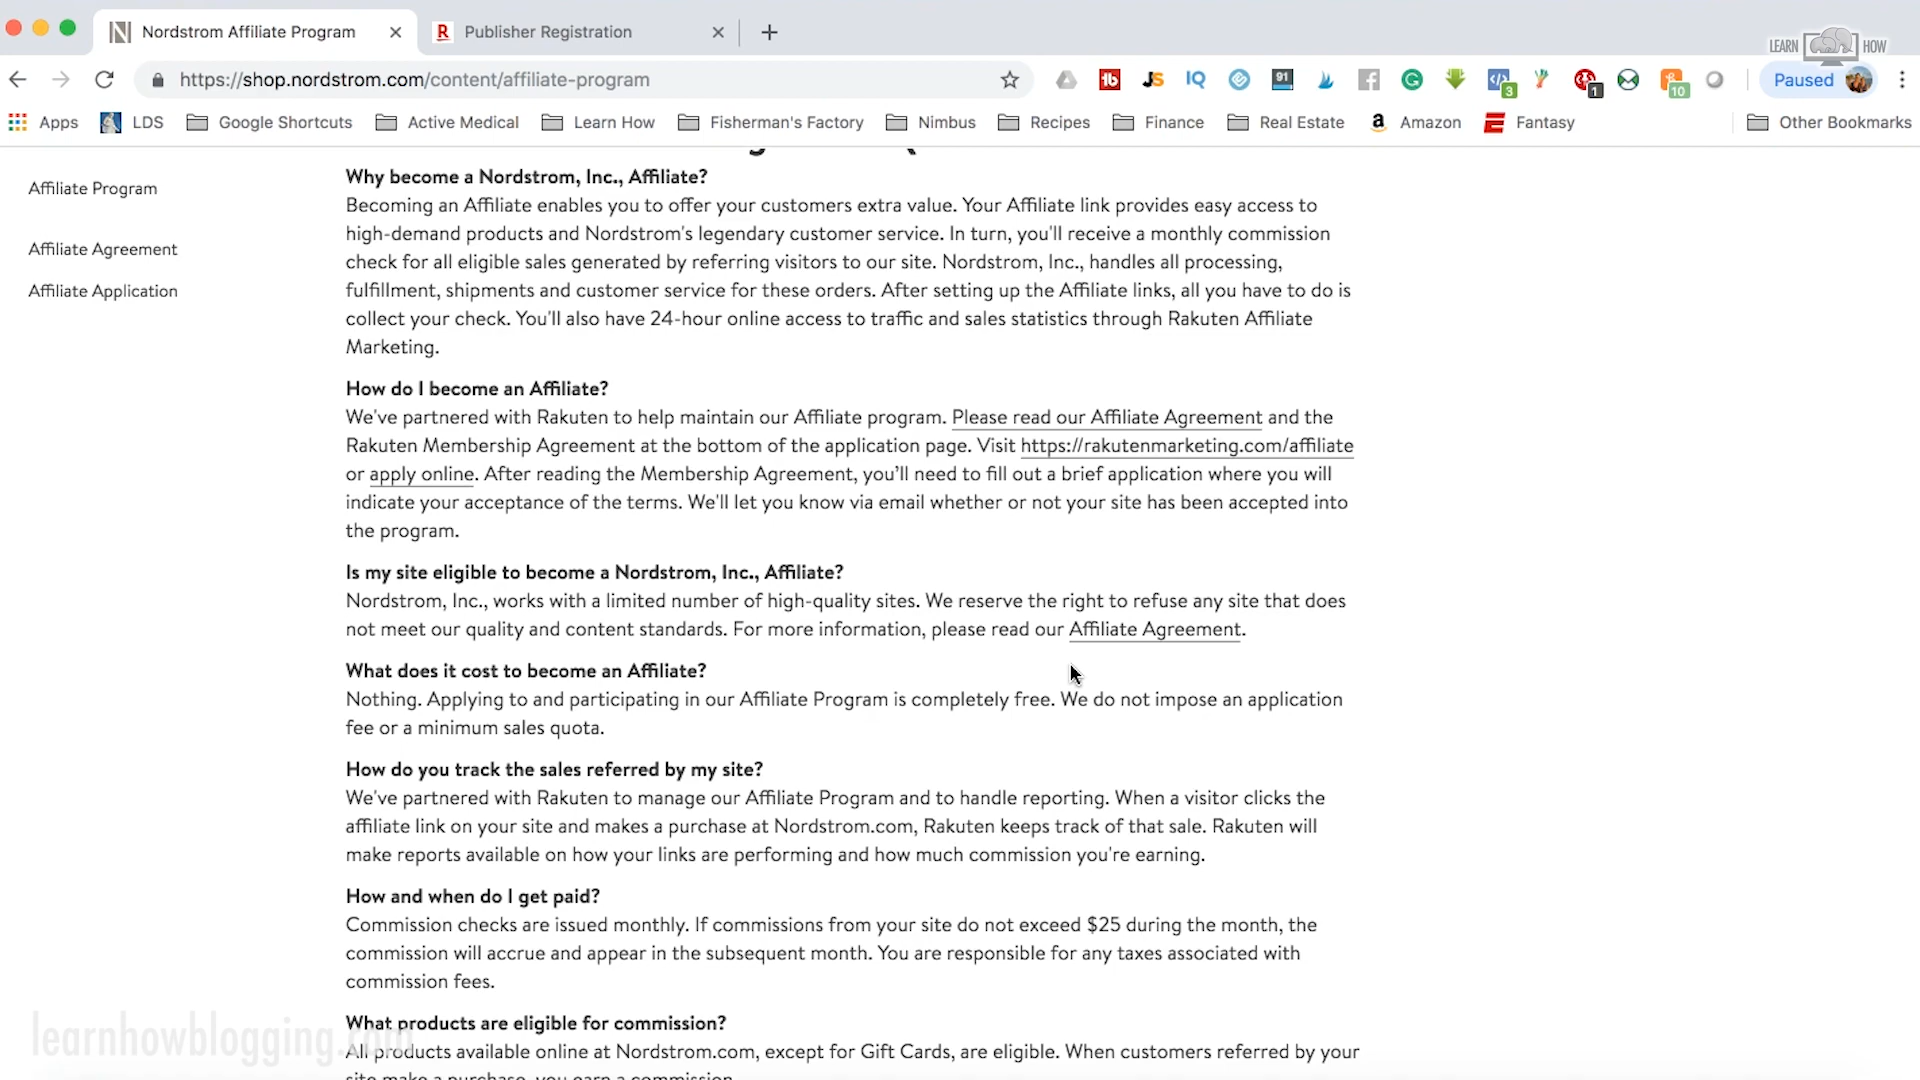 Nordstrom Affiliate Program
Publisher Registration
LEARN HOW
https://shop.nordstrom.com/content/affiliate-program
Paused
Apps
LDS
Google Shortcuts
Active Medical
Learn How
Fisherman's Factory
Nimbus
Recipes
Finance
Real Estate
Amazon
Fantasy
Other Bookmarks
Affiliate Program
Affiliate Agreement
Affiliate Application
Why become a Nordstrom, Inc., Affiliate?
Becoming an Affiliate enables you to offer your customers extra value. Your Affiliate link provides easy access to
high-demand products and Nordstrom's legendary customer service. In turn, you'll receive a monthly commission
check for all eligible sales generated by referring visitors to our site. Nordstrom, Inc., handles all processing,
fulfillment, shipments and customer service for these orders. After setting up the Affiliate links, all you have to do is
collect your check. You'll also have 24-hour online access to traffic and sales statistics through Rakuten Affiliate
Marketing.
How do I become an Affiliate?
We've partnered with Rakuten to help maintain our Affiliate program. Please read our Affiliate Agreement and the
Rakuten Membership Agreement at the bottom of the application page. Visit https://rakutenmarketing.com/affiliate
or apply online. After reading the Membership Agreement, you'll need to fill out a brief application where you will
indicate your acceptance of the terms. We'll let you know via email whether or not your site has been accepted into
the program.
Is my site eligible to become a Nordstrom, Inc., Affiliate?
Nordstrom, Inc., works with a limited number of high-quality sites. We reserve the right to refuse any site that does
not meet our quality and content standards. For more information, please read our Affiliate Agreement.
What does it cost to become an Affiliate?
Nothing. Applying to and participating in our Affiliate Program is completely free. We do not impose an application
fee or a minimum sales quota.
How do you track the sales referred by my site?
We've partnered with Rakuten to manage our Affiliate Program and to handle reporting. When a visitor clicks the
affiliate link on your site and makes a purchase at Nordstrom.com, Rakuten keeps track of that sale. Rakuten will
make reports available on how your links are performing and how much commission you're earning.
How and when do I get paid?
Commission checks are issued monthly. If commissions from your site do not exceed $25 during the month, the
commission will accrue and appear in the subsequent month. You are responsible for any taxes associated with
commission fees.
What products are eligible for commission?
All products available online at Nordstrom.com, except for Gift Cards, are eligible. When customers referred by your
site make a purchase, you earn a commission.
learnhowblogging.com